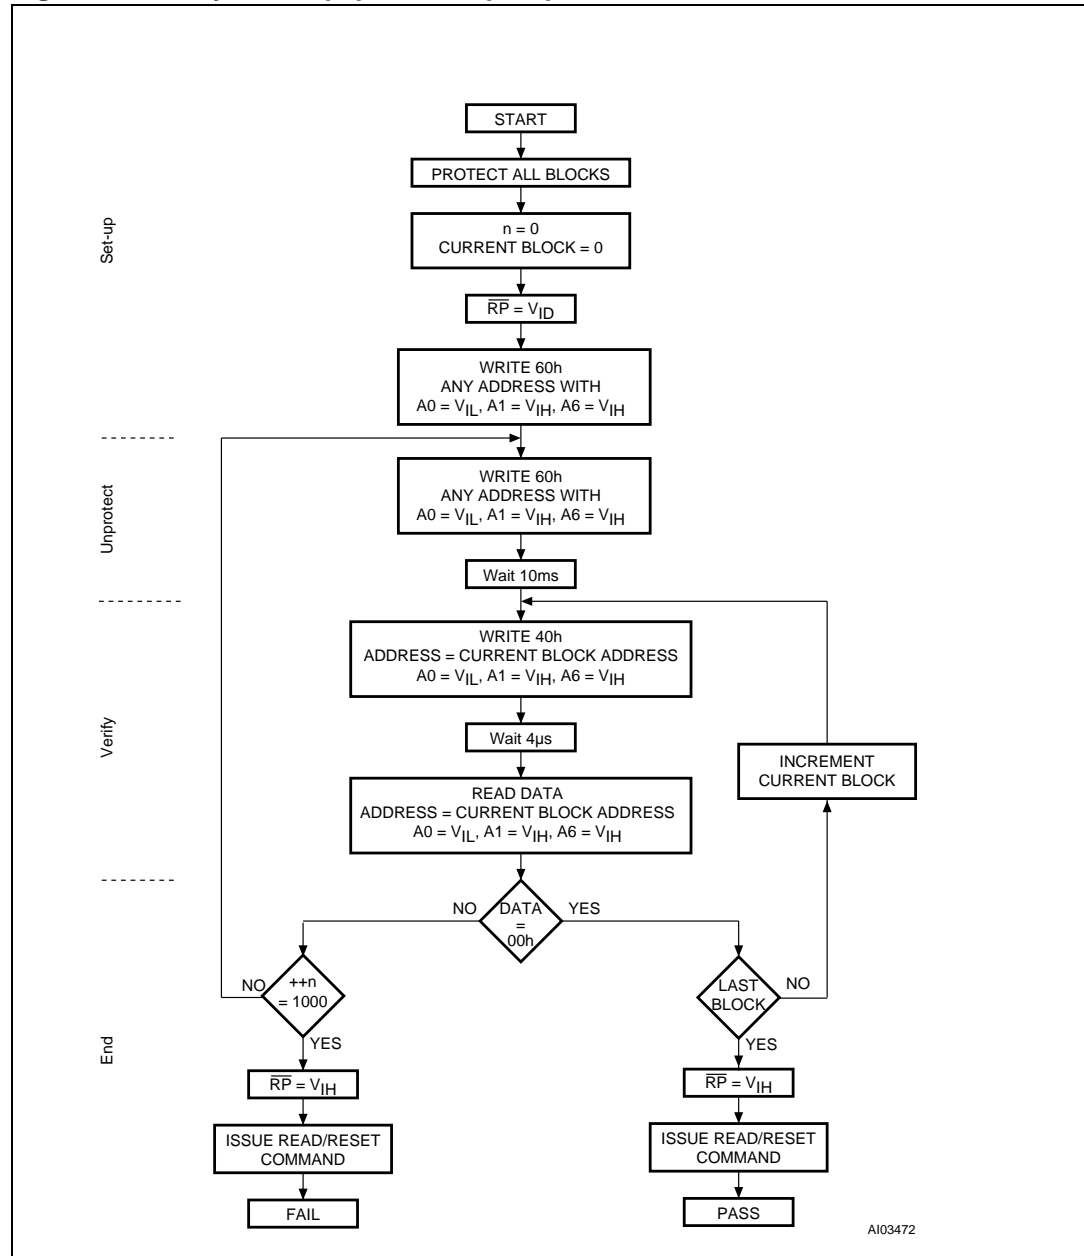 START
PROTECT ALL BLOCKS
n = 0
CURRENT BLOCK = 0
Set-up
R̅P̅ = VID
WRITE 60h
ANY ADDRESS WITH
A0 = VIL, A1 = VIH, A6 = VIH
Unprotect
WRITE 60h
ANY ADDRESS WITH
A0 = VIL, A1 = VIH, A6 = VIH
Wait 10ms
Verify
WRITE 40h
ADDRESS = CURRENT BLOCK ADDRESS
A0 = VIL, A1 = VIH, A6 = VIH
Wait 4µs
INCREMENT
CURRENT BLOCK
READ DATA
ADDRESS = CURRENT BLOCK ADDRESS
A0 = VIL, A1 = VIH, A6 = VIH
End
NO
DATA
=
00h
YES
NO
++n
= 1000
YES
LAST
BLOCK
NO
YES
R̅P̅ = VIH
R̅P̅ = VIH
ISSUE READ/RESET
COMMAND
ISSUE READ/RESET
COMMAND
FAIL
PASS
AI03472